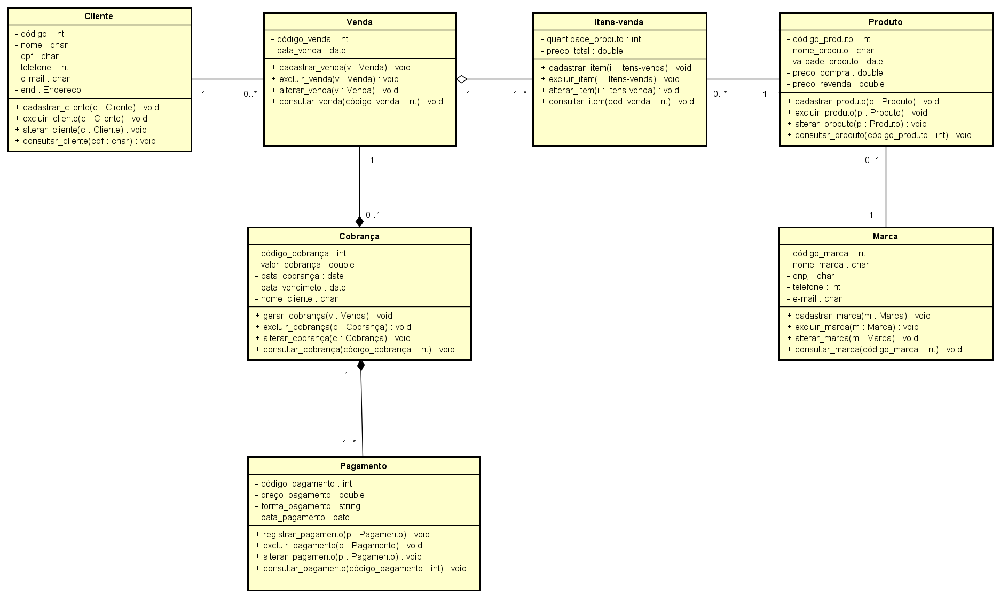 Cliente
- código : int
- nome : char
- cpf : char
- telefone : int
- e-mail : char
- end : Endereco
+ cadastrar_cliente(c : Cliente) : void
+ excluir_cliente(c : Cliente) : void
+ alterar_cliente(c : Cliente) : void
+ consultar_cliente(cpf : char) : void
1
0..*
Venda
- código_venda : int
- data_venda : date
+ cadastrar_venda(v : Venda) : void
+ excluir_venda(v : Venda) : void
+ alterar_venda(v : Venda) : void
+ consultar_venda(código_venda : int) : void
1
1..*
Itens-venda
- quantidade_produto : int
- preco_total : double
+ cadastrar_item(i : Itens-venda) : void
+ excluir_item(i : Itens-venda) : void
+ alterar_item(i : Itens-venda) : void
+ consultar_item(cod_venda : int) : void
0..*
1
Produto
- código_produto : int
- nome_produto : char
- validade_produto : date
- preco_compra : double
- preco_revenda : double
+ cadastrar_produto(p : Produto) : void
+ excluir_produto(p : Produto) : void
+ alterar_produto(p : Produto) : void
+ consultar_produto(código_produto : int) : void
1
0..1
0..1
1
Cobrança
- código_cobrança : int
- valor_cobrança : double
- data_cobrança : date
- data_vencimeto : date
- nome_cliente : char
+ gerar_cobrança(v : Venda) : void
+ excluir_cobrança(c : Cobrança) : void
+ alterar_cobrança(c : Cobrança) : void
+ consultar_cobrança(código_cobrança : int) : void
Marca
- código_marca : int
- nome_marca : char
- cnpj : char
- telefone : int
- e-mail : char
+ cadastrar_marca(m : Marca) : void
+ excluir_marca(m : Marca) : void
+ alterar_marca(m : Marca) : void
+ consultar_marca(código_marca : int) : void
1
1..*
Pagamento
- código_pagamento : int
- preço_pagamento : double
- forma_pagamento : string
- data_pagamento : date
+ registrar_pagamento(p : Pagamento) : void
+ excluir_pagamento(p : Pagamento) : void
+ alterar_pagamento(p : Pagamento) : void
+ consultar_pagamento(código_pagamento : int) : void